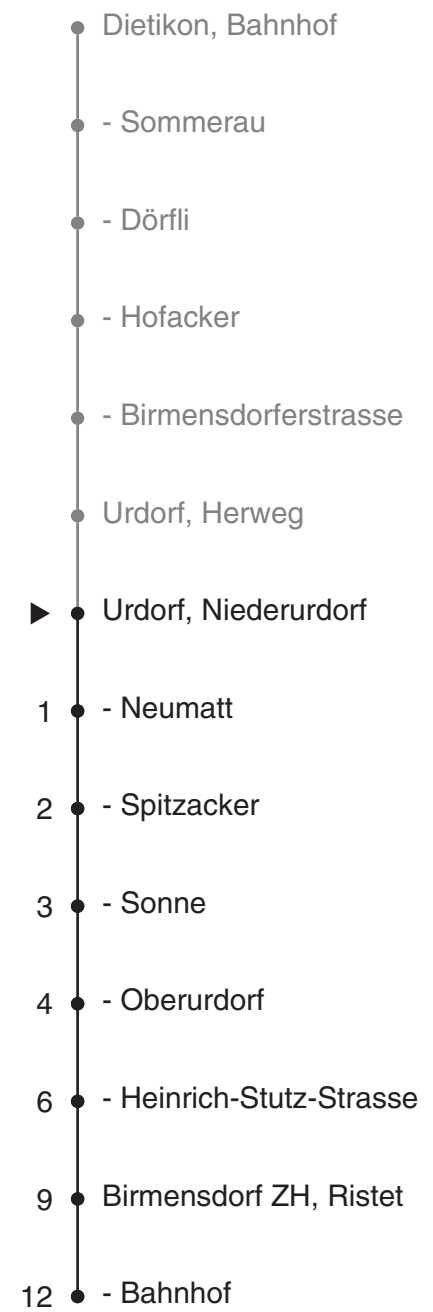 Dietikon, Bahnhof
- Sommerau
- Dörfli
- Hofacker
- Birmensdorferstrasse
Urdorf, Herweg
Urdorf, Niederurdorf
1 - Neumatt
2 - Spitzacker
3 - Sonne
4 - Oberurdorf
6 - Heinrich-Stutz-Strasse
9 Birmensdorf ZH, Ristet
12 - Bahnhof